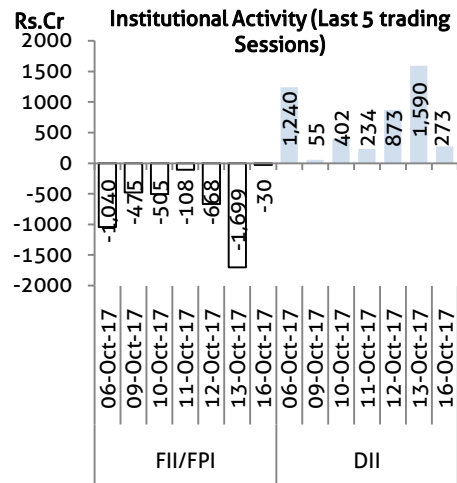 Rs.Cr
Institutional Activity (Last 5 trading
Sessions)
2000
1500
1000
500
0
-500
-1000
-1500
-2000
-1,040
-475
-505
-108
-668
-1,699
-30
1,240
55
402
234
873
1,590
273
06-Oct-17
09-Oct-17
10-Oct-17
11-Oct-17
12-Oct-17
13-Oct-17
16-Oct-17
06-Oct-17
09-Oct-17
10-Oct-17
11-Oct-17
12-Oct-17
13-Oct-17
16-Oct-17
FII/FPI
DII